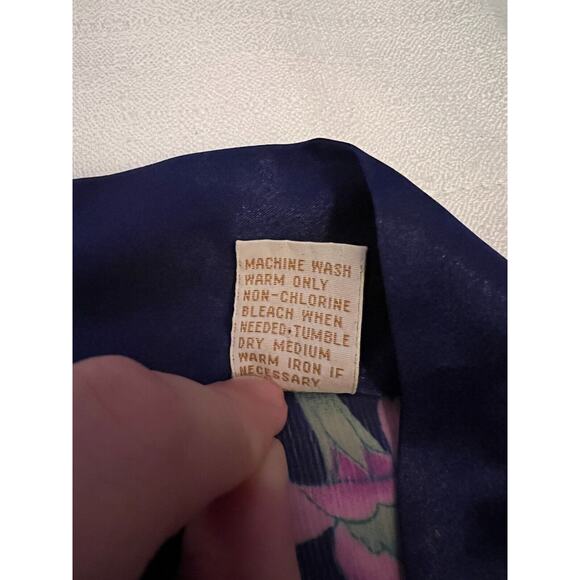 MACHINE WASH
WARM ONLY
NON-CHLORINE
BLEACH WHEN
NEEDED•TUMBLE
DRY MEDIUM
WARM IRON IF
NECESSARY